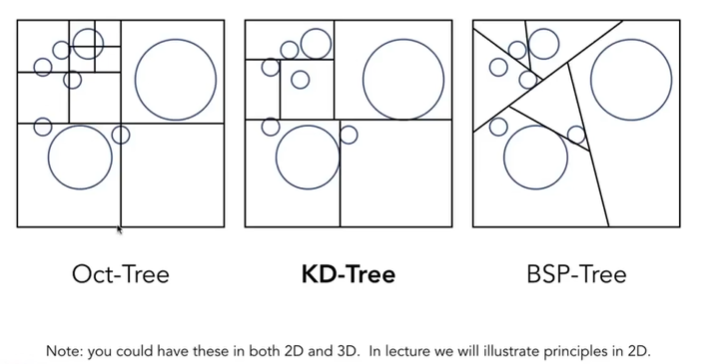 Oct-Tree KD-Tree BSP-Tree
Note: you could have these in both 2D and 3D. In lecture we will illustrate principles in 2D.